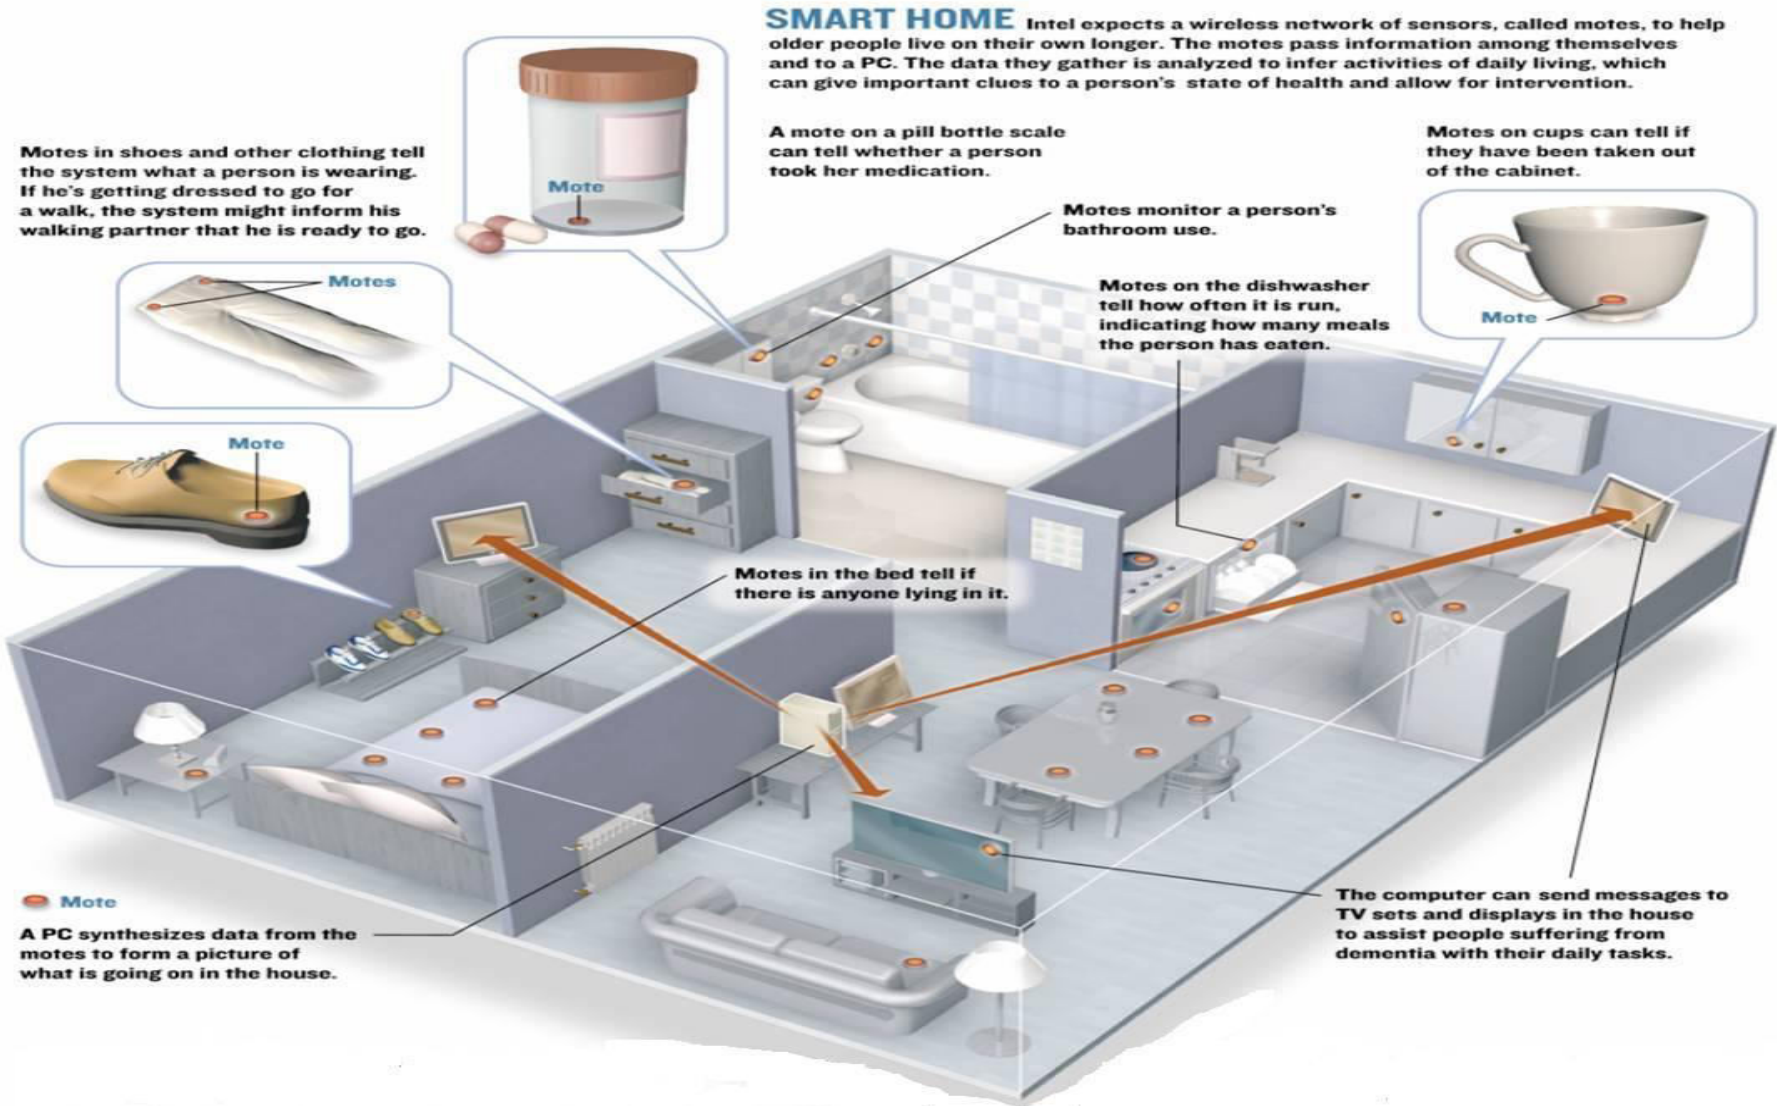 SMART HOME Intel expects a wireless network of sensors, called motes, to help
older people live on their own longer. The motes pass information among themselves
and to a PC. The data they gather is analyzed to infer activities of daily living, which
can give important clues to a person's state of health and allow for intervention.
Motes in shoes and other clothing tell
the system what a person is wearing.
If he's getting dressed to go for
a walk, the system might inform his
walking partner that he is ready to go.
Mote
A mote on a pill bottle scale
can tell whether a person
took her medication.
Motes on cups can tell if
they have been taken out
of the cabinet.
Motes monitor a person's
bathroom use.
Motes
Motes on the dishwasher
tell how often it is run,
indicating how many meals
the person has eaten.
Mote
Mote
Motes in the bed tell if
there is anyone lying in it.
Mote
A PC synthesizes data from the
motes to form a picture of
what is going on in the house.
The computer can send messages to
TV sets and displays in the house
to assist people suffering from
dementia with their daily tasks.